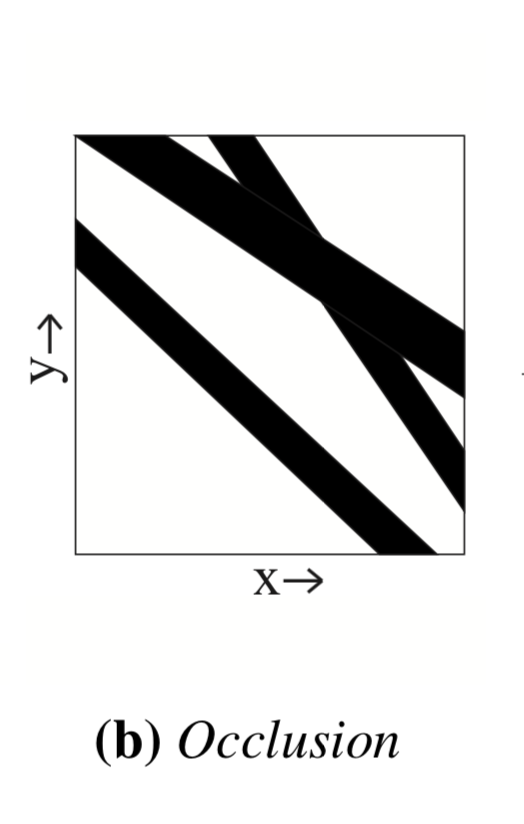 y→
x→
(b) Occlusion